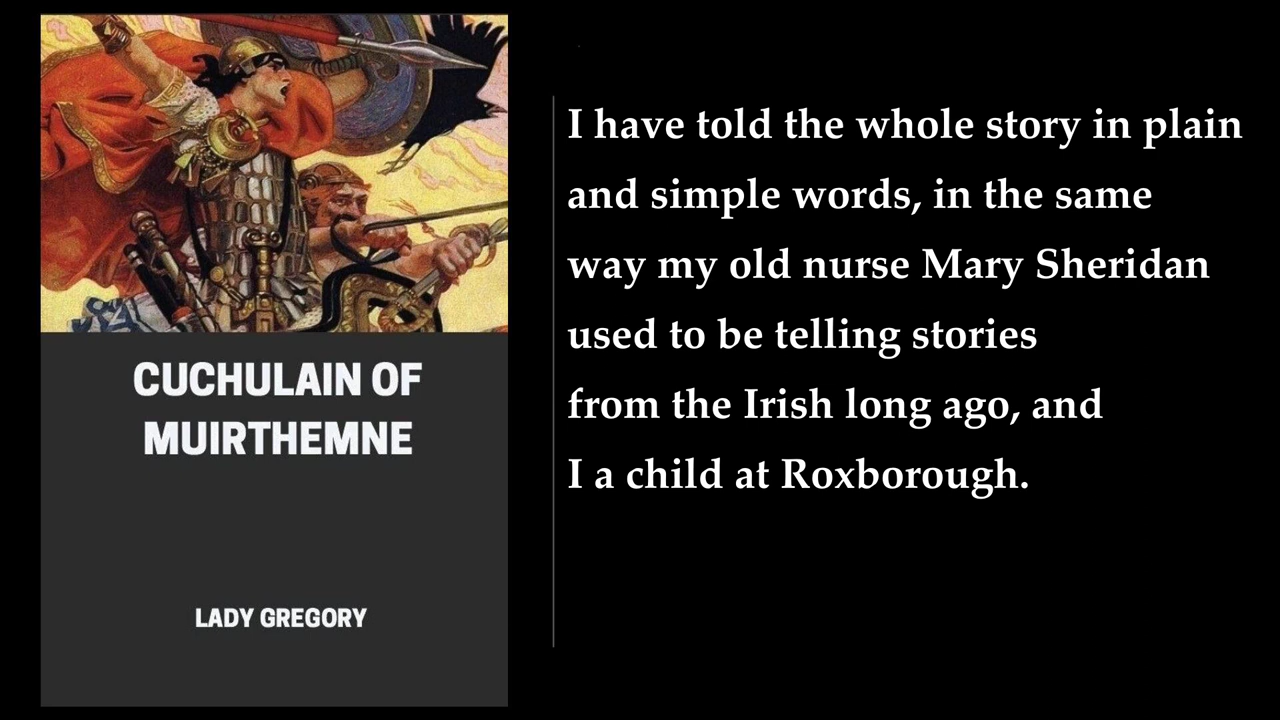 CUCHULAIN OF
MUIRTHEMNE
LADY GREGORY
I have told the whole story in plain
and simple words, in the same
way my old nurse Mary Sheridan
used to be telling stories
from the Irish long ago, and
I a child at Roxborough.